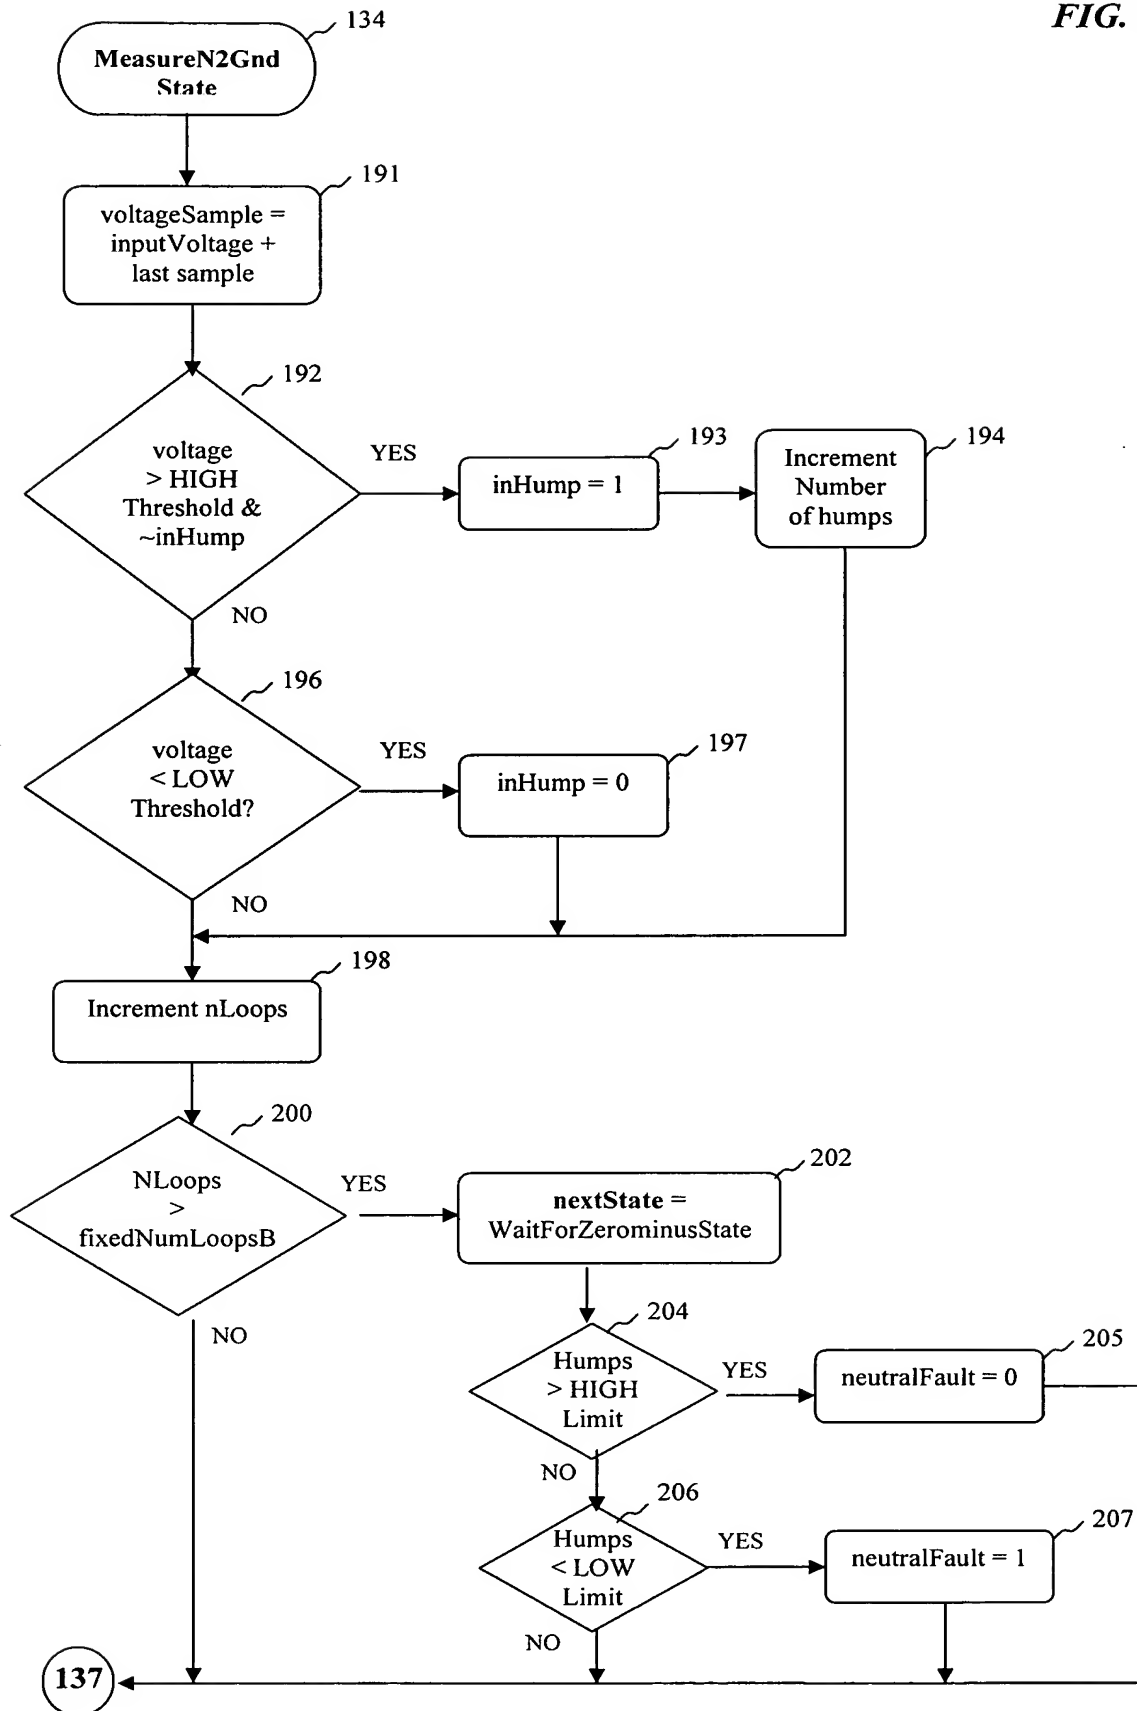 FIG.
134
MeasureN2Gnd
State
191
voltageSample =
inputVoltage +
last sample
192
voltage
> HIGH
Threshold &
~inHump
YES
193
inHump = 1
194
Increment
Number
of humps
NO
196
voltage
< LOW
Threshold?
YES
197
inHump = 0
NO
198
Increment nLoops
200
NLoops
>
fixedNumLoopsB
YES
202
nextState =
WaitForZerominusState
NO
204
Humps
> HIGH
Limit
YES
205
neutralFault = 0
NO
206
Humps
< LOW
Limit
YES
207
neutralFault = 1
NO
137